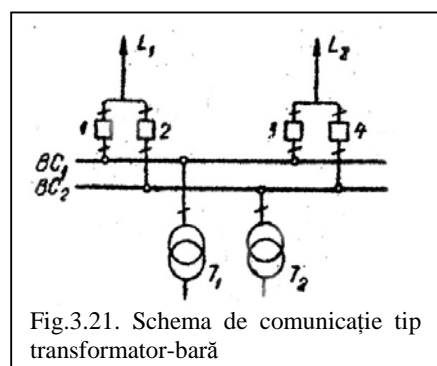 L₁ L₂
1 2 3 4
BC₁
BC₂
T₁ T₂
Fig.3.21. Schema de comunicație tip
transformator-bară